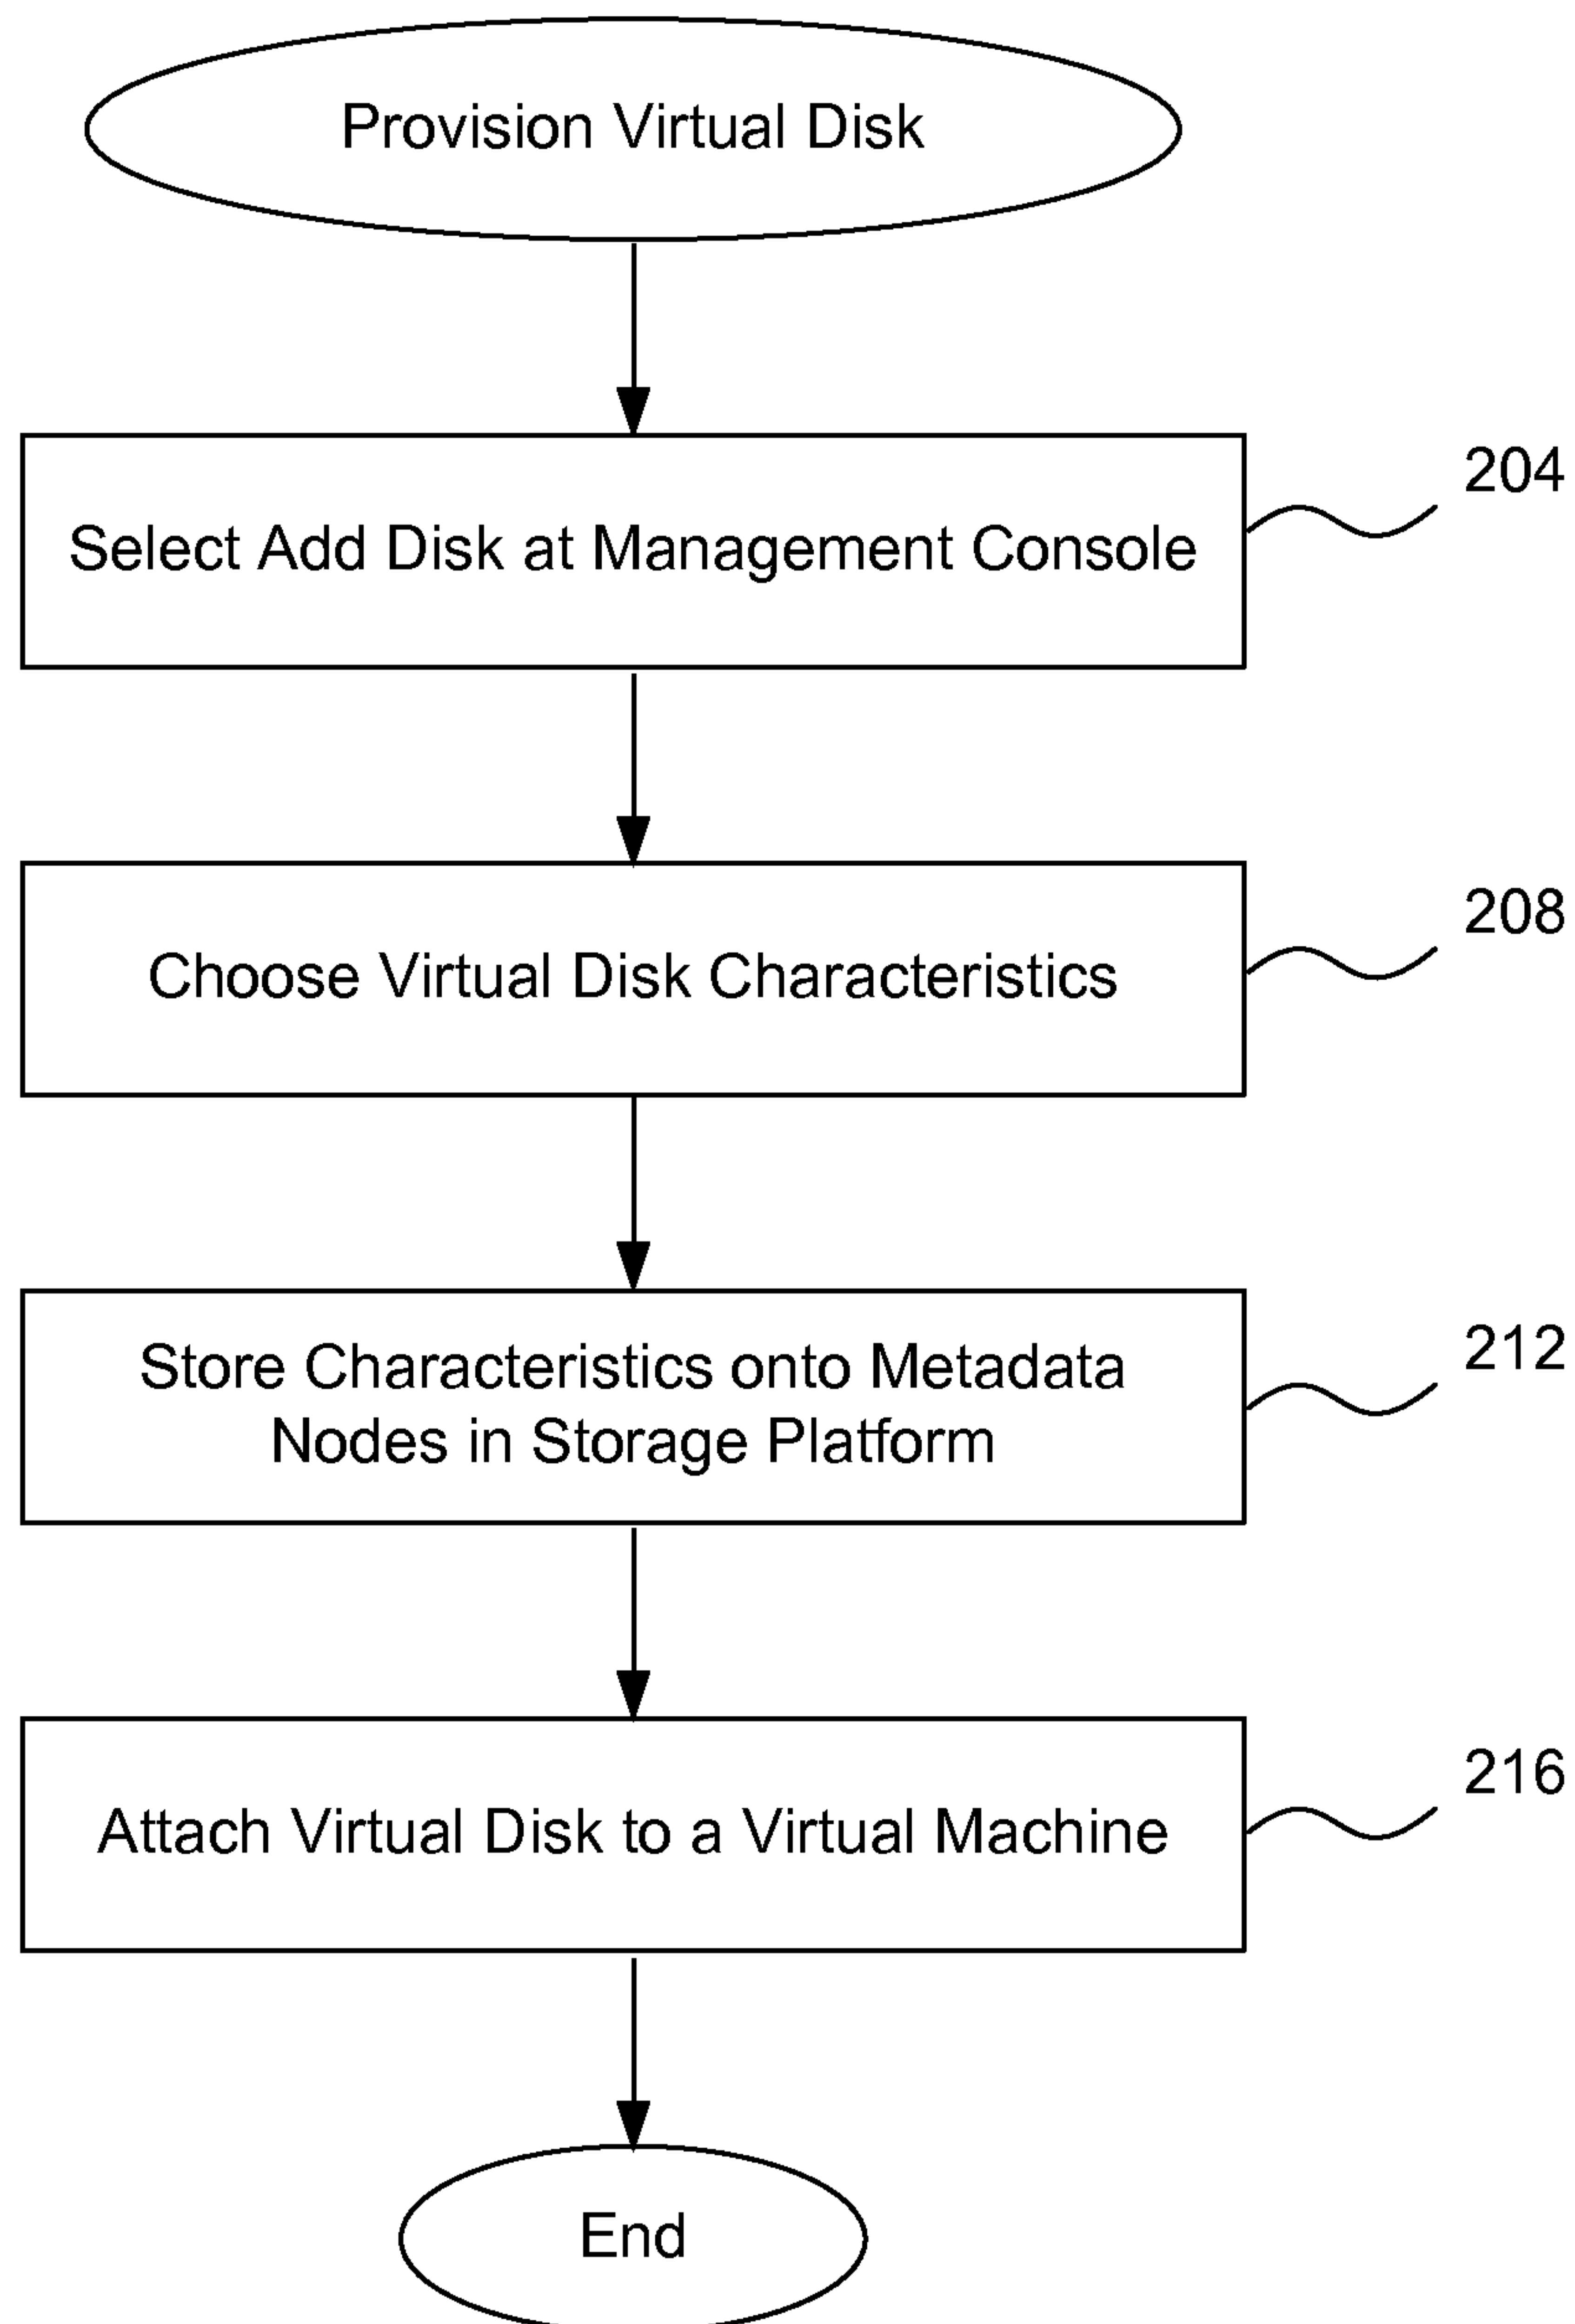 Provision Virtual Disk
204
Select Add Disk at Management Console
208
Choose Virtual Disk Characteristics
212
Store Characteristics onto Metadata
Nodes in Storage Platform
216
Attach Virtual Disk to a Virtual Machine
End